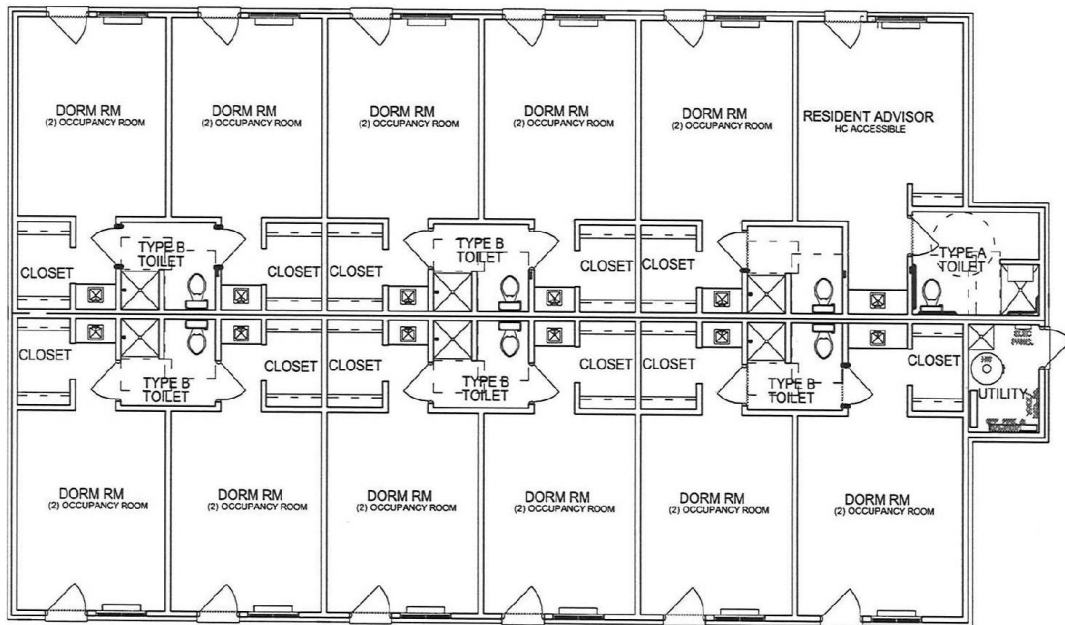 DORM RM
(2) OCCUPANCY ROOM
DORM RM
(2) OCCUPANCY ROOM
DORM RM
(2) OCCUPANCY ROOM
DORM RM
(2) OCCUPANCY ROOM
DORM RM
(2) OCCUPANCY ROOM
RESIDENT ADVISOR
HC ACCESSIBLE
CLOSET
TYPE B
TOILET
CLOSET
CLOSET
TYPE B
TOILET
CLOSET
CLOSET
TYPE A
TOILET
CLOSET
TYPE B
TOILET
CLOSET
CLOSET
TYPE B
TOILET
CLOSET
CLOSET
TYPE B
TOILET
CLOSET
ELEC
PANEL
HW
UTILITY
DORM RM
(2) OCCUPANCY ROOM
DORM RM
(2) OCCUPANCY ROOM
DORM RM
(2) OCCUPANCY ROOM
DORM RM
(2) OCCUPANCY ROOM
DORM RM
(2) OCCUPANCY ROOM
DORM RM
(2) OCCUPANCY ROOM